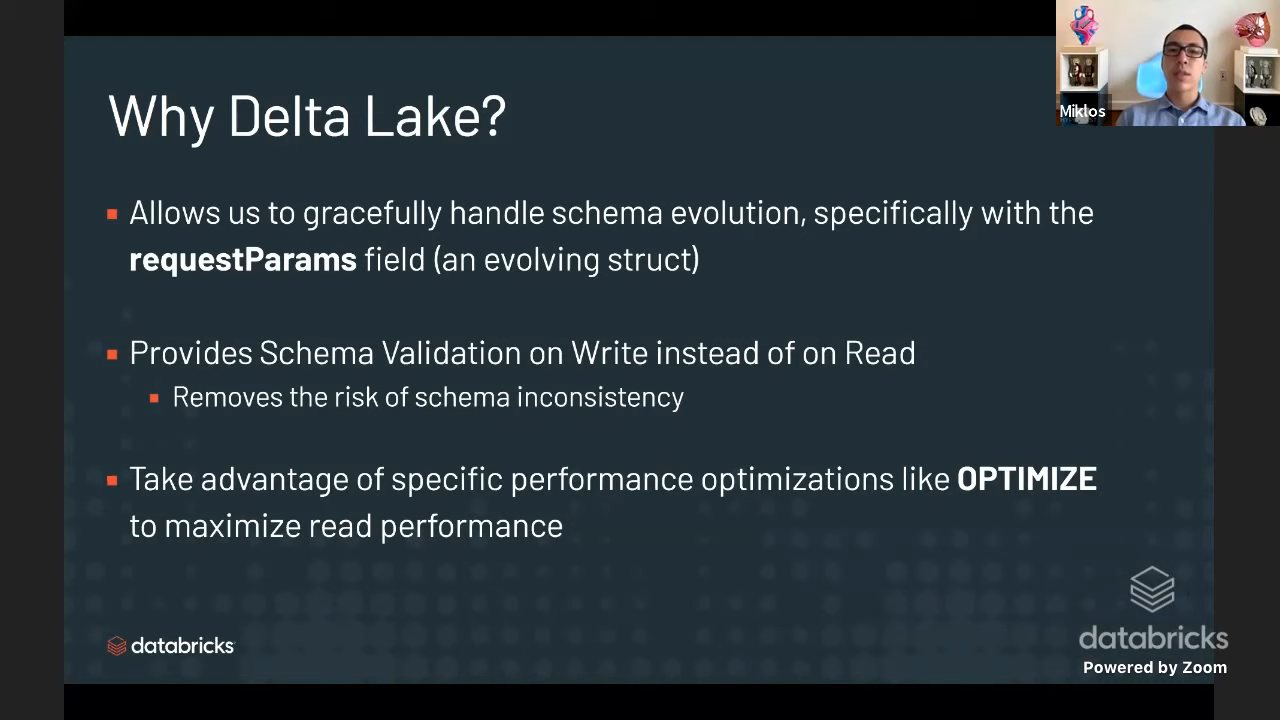 Why Delta Lake?
Miklos
▪ Allows us to gracefully handle schema evolution, specifically with the
requestParams field (an evolving struct)
▪ Provides Schema Validation on Write instead of on Read
▪ Removes the risk of schema inconsistency
▪ Take advantage of specific performance optimizations like OPTIMIZE
to maximize read performance
databricks
databricks
Powered by Zoom